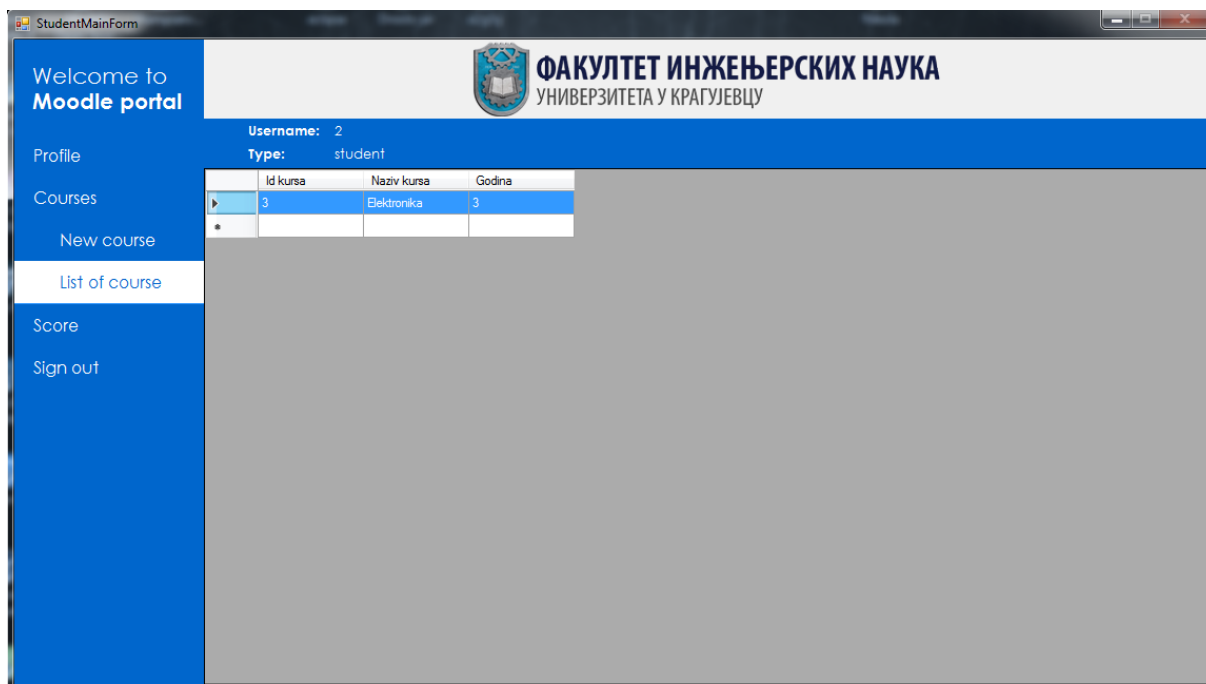 StudentMainForm
Welcome to
Moodle portal
ФАКУЛТЕТ ИНЖЕЊЕРСКИХ НАУКА
УНИВЕРЗИТЕТА У КРАГУЈЕВЦУ
Username: 2
Type: student
Profile
Courses
New course
List of course
Score
Sign out
Id kursa Naziv kursa Godina
3 Elektronika 3